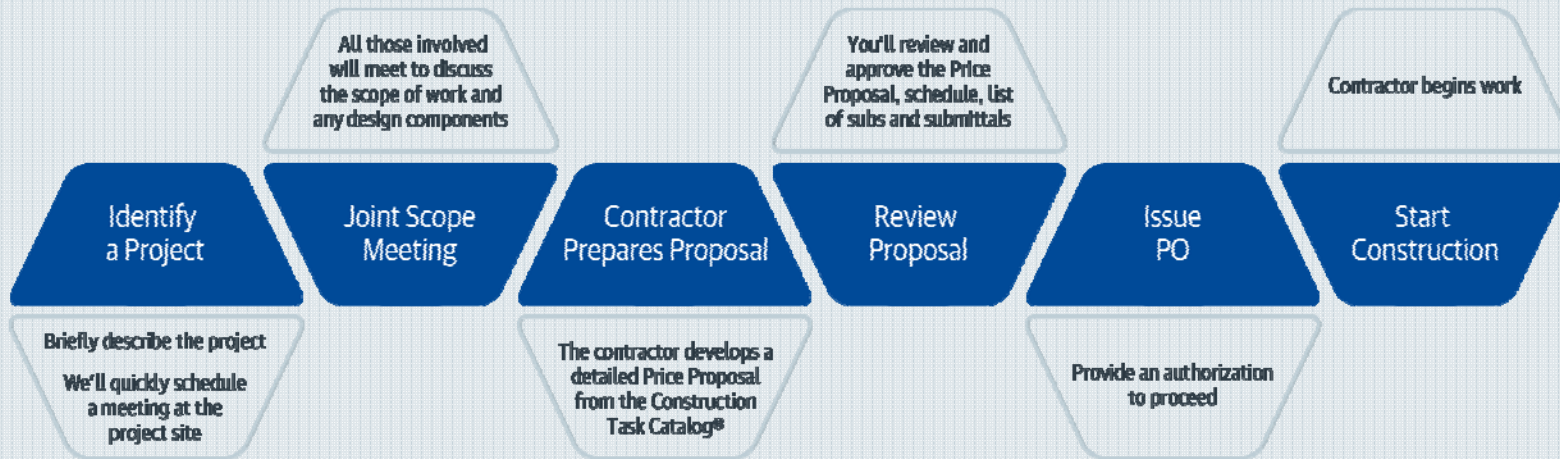 Identify
a Project
Briefly describe the project
We'll quickly schedule
a meeting at the
project site
All those involved
will meet to discuss
the scope of work and
any design components
Joint Scope
Meeting
Contractor
Prepares Proposal
The contractor develops a
detailed Price Proposal
from the Construction
Task Catalog®
You'll review and
approve the Price
Proposal, schedule, list
of subs and submittals
Review
Proposal
Issue
PO
Provide an authorization
to proceed
Contractor begins work
Start
Construction